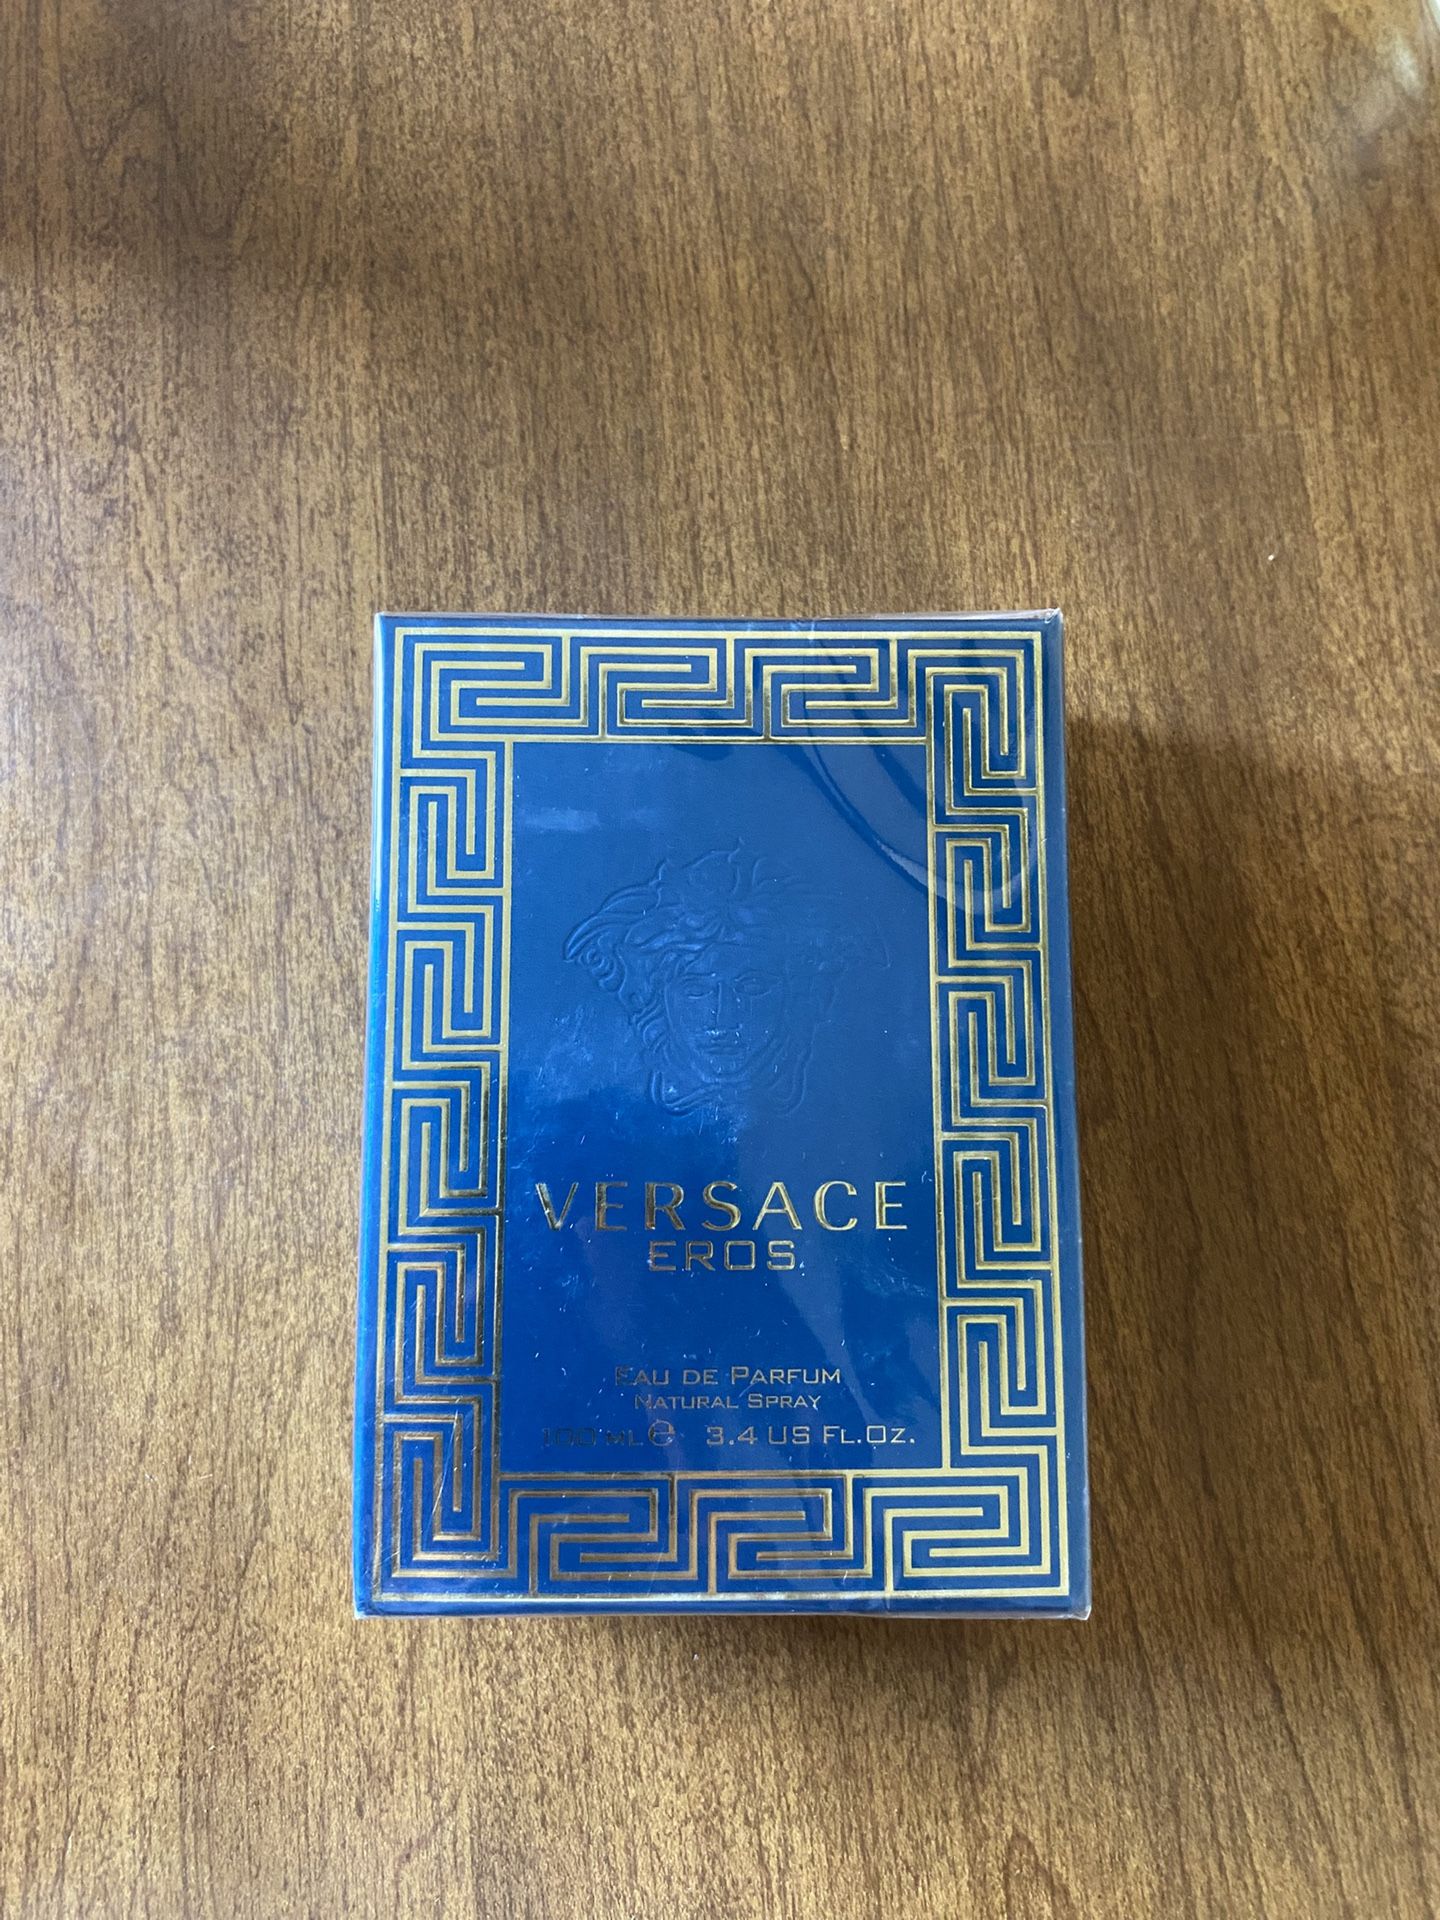 VERSACE
EROS
EAU DE PARFUM
NATURAL SPRAY
100 ML ℮ 3.4 US FL.OZ.